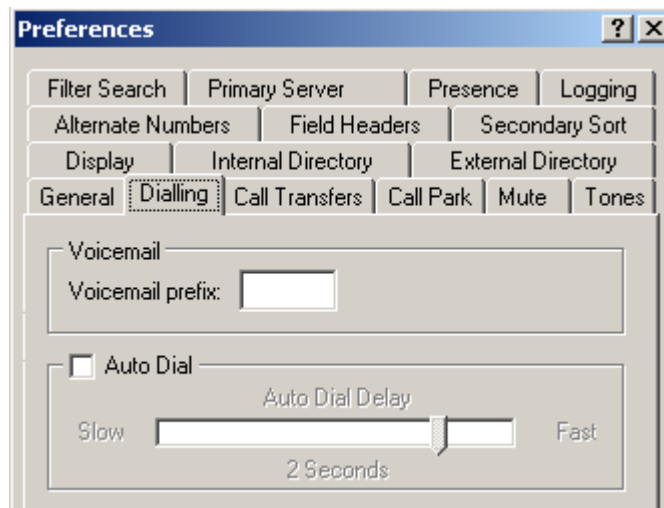 Preferences
Filter Search Primary Server Presence Logging
Alternate Numbers Field Headers Secondary Sort
Display Internal Directory External Directory
General Dialling Call Transfers Call Park Mute Tones
Voicemail
Voicemail prefix:
Auto Dial
Auto Dial Delay
Slow Fast
2 Seconds